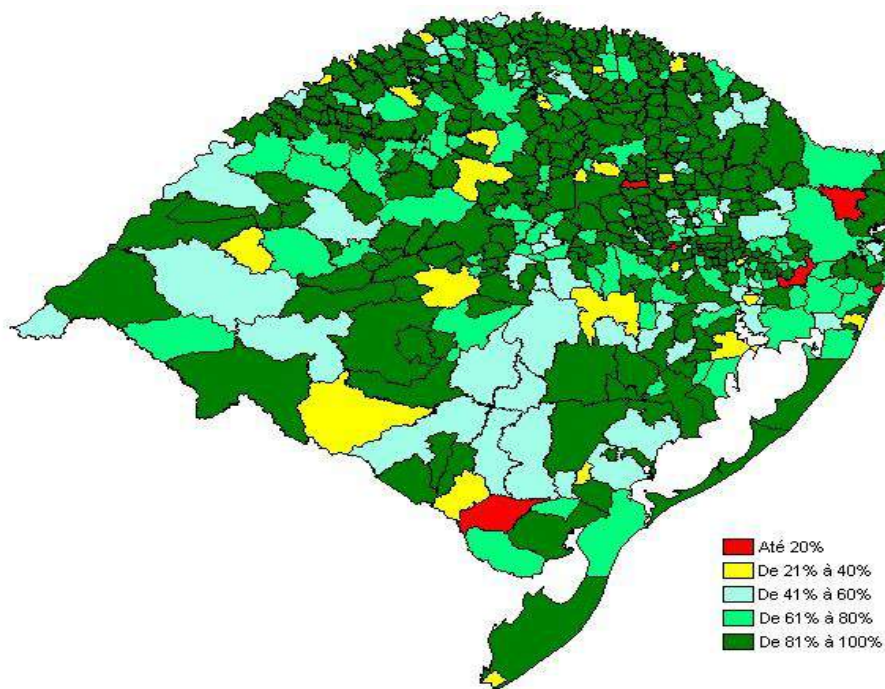 Até 20%
De 21% à 40%
De 41% à 60%
De 61% à 80%
De 81% à 100%